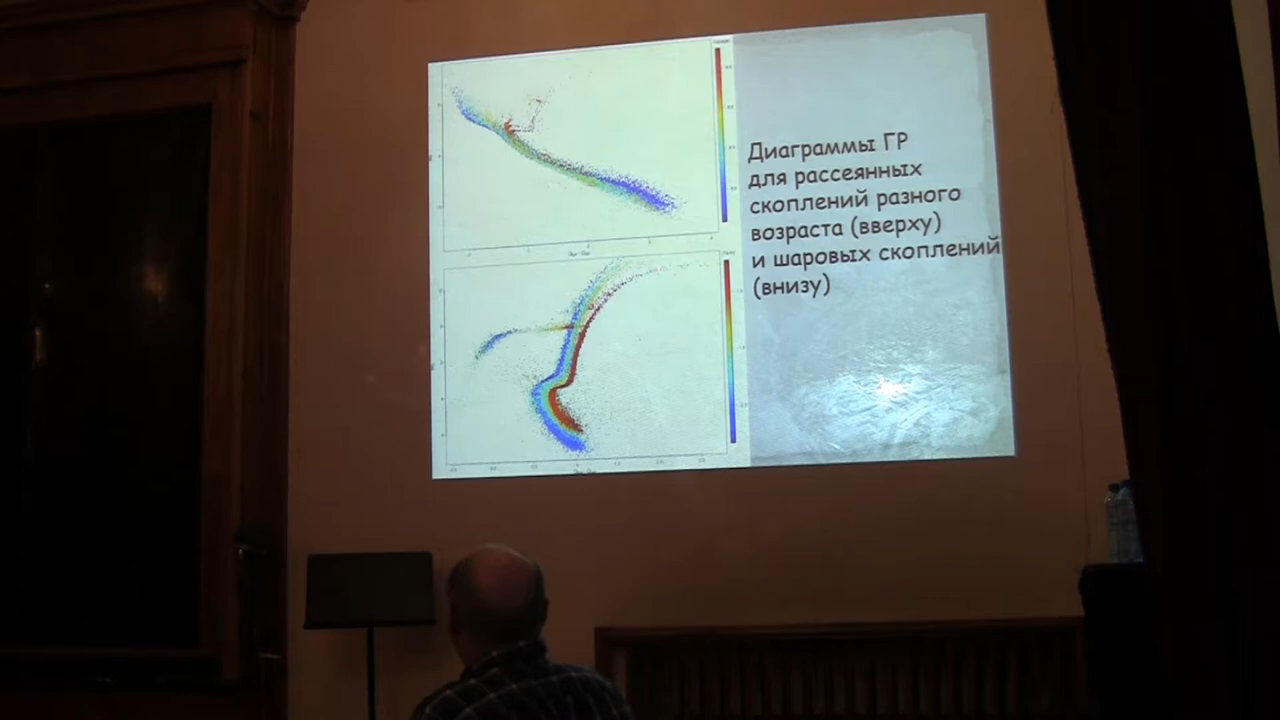 Диаграммы ГР
для рассеянных
скоплений разного
возраста (вверху)
и шаровых скоплений
(внизу)